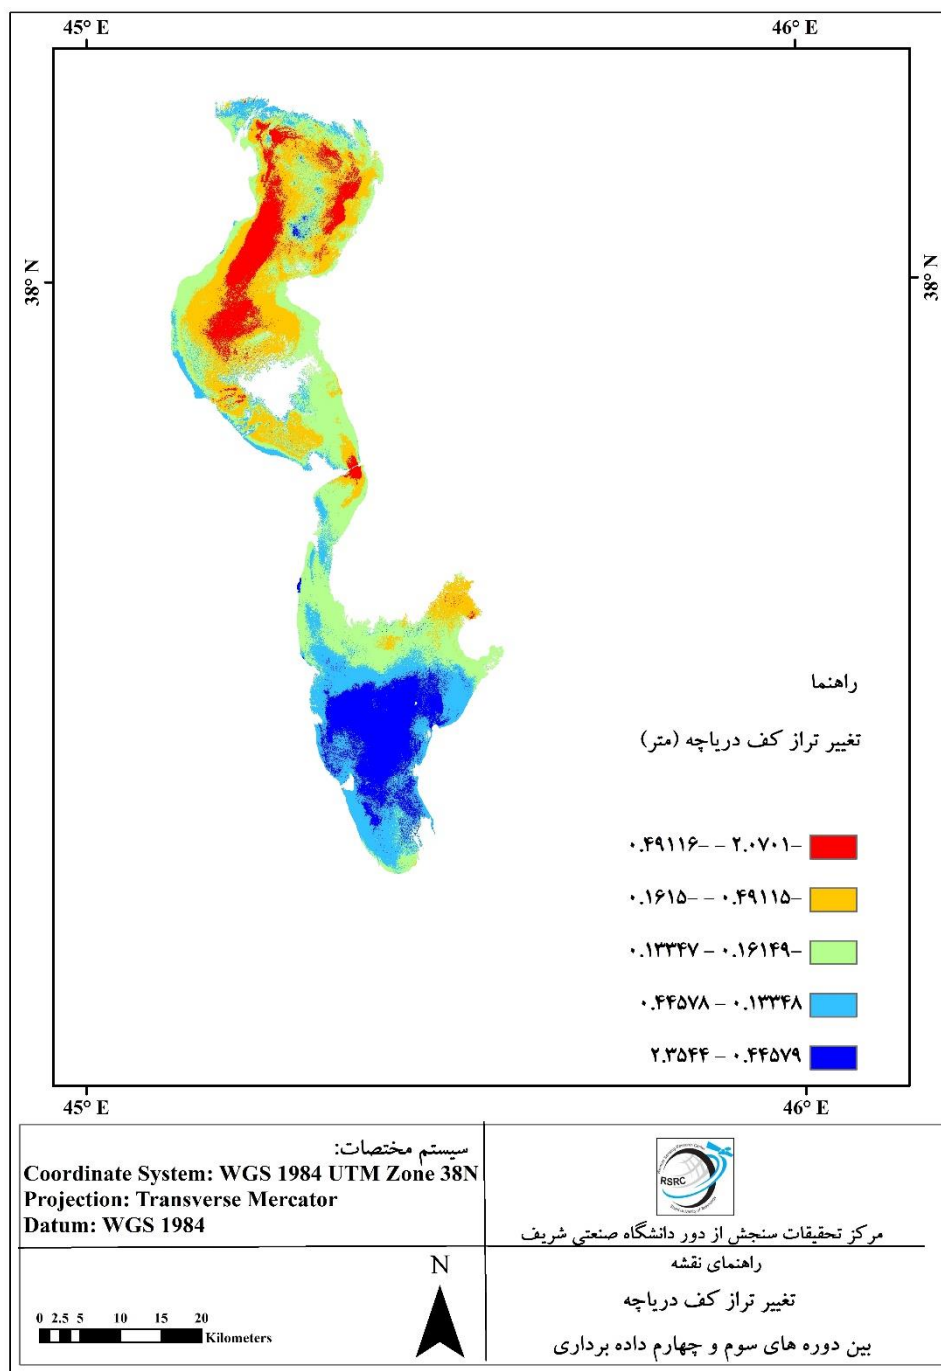 45° E
46° E
38° N
38° N
راهنما
تغییر تراز کف دریاچه (متر)
۰.۴۹۱۱۶– – ۲.۰۷۰۱–
۰.۱۶۱۵– – ۰.۴۹۱۱۵–
۰.۱۳۳۴۷ – ۰.۱۶۱۴۹–
۰.۴۴۵۷۸ – ۰.۱۳۳۴۸
۲.۳۵۴۴ – ۰.۴۴۵۷۹
45° E
46° E
سیستم مختصات:
Coordinate System: WGS 1984 UTM Zone 38N
Projection: Transverse Mercator
Datum: WGS 1984
RSRC
مرکز تحقیقات سنجش از دور دانشگاه صنعتی شریف
راهنمای نقشه
تغییر تراز کف دریاچه
بین دوره های سوم و چهارم داده برداری
N
0 2.5 5 10 15 20
Kilometers